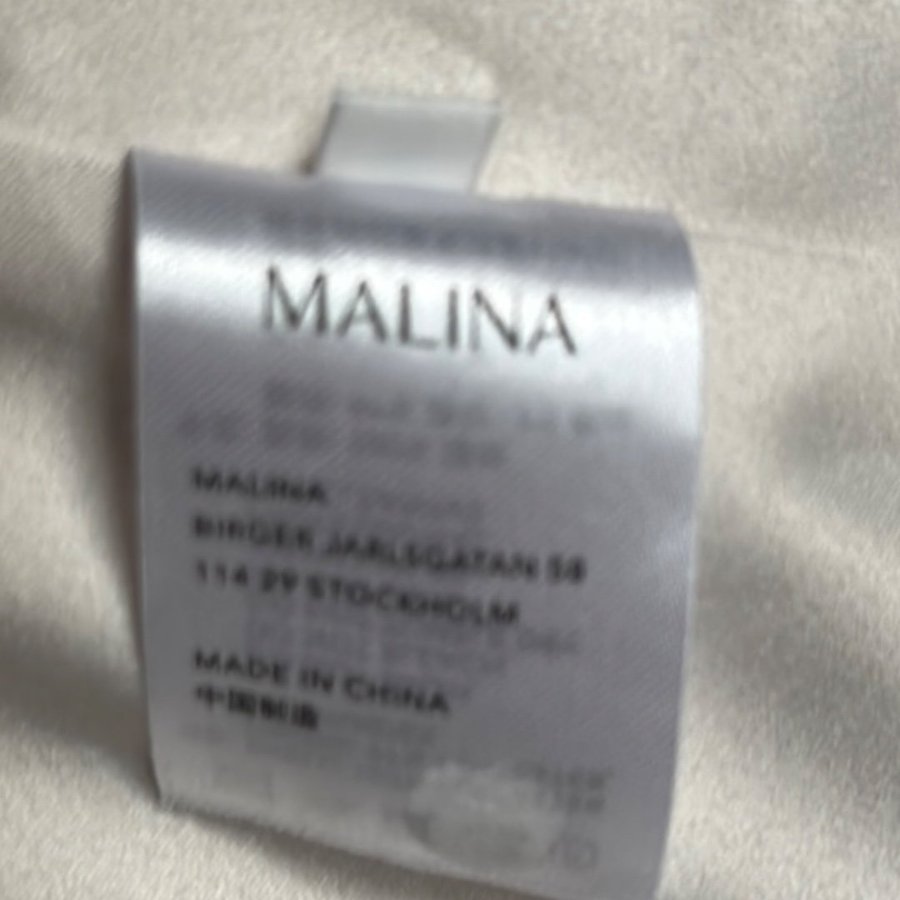 MALINA
MALINA
BIRGER JARLSGATAN 58
114 29 STOCKHOLM
MADE IN CHINA
中国制造